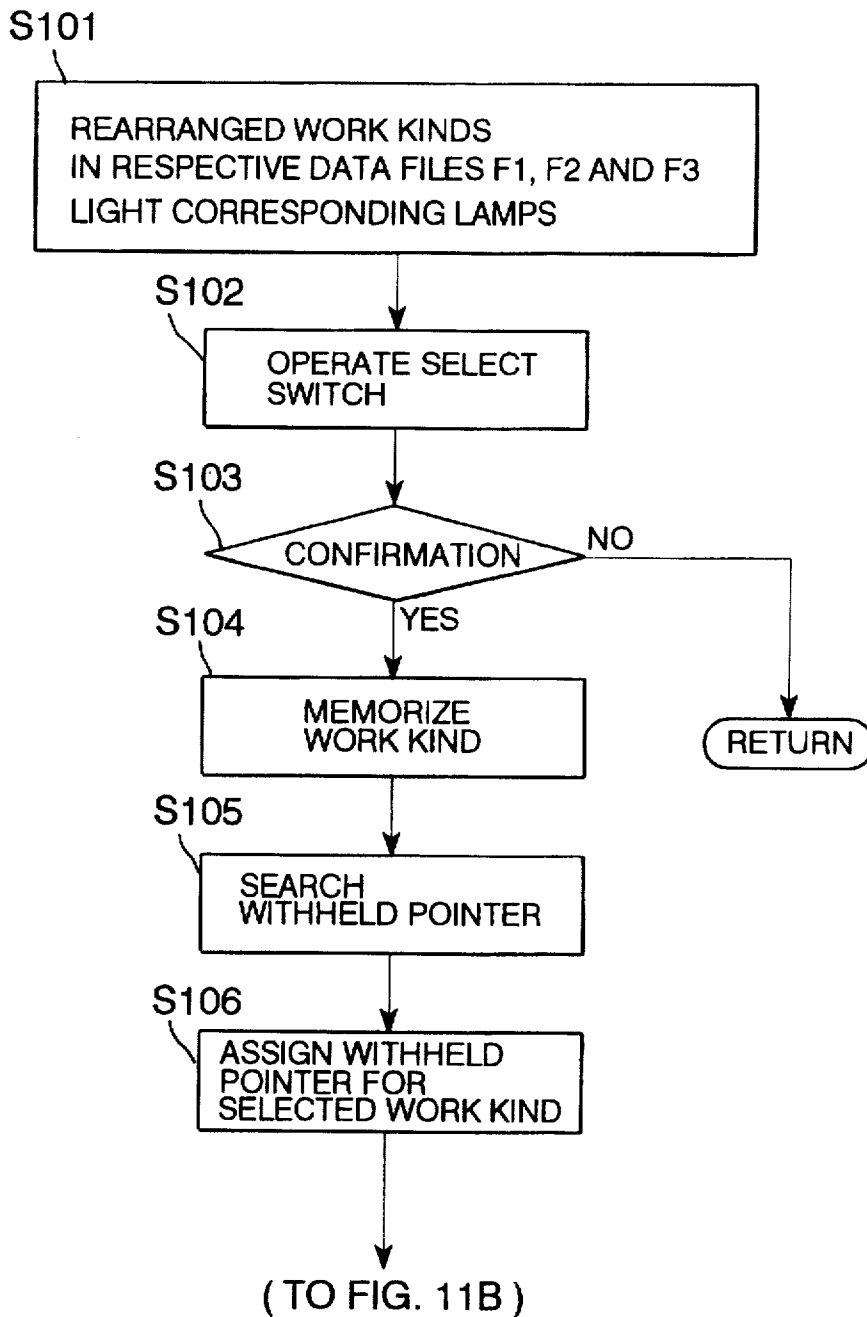 S101
REARRANGED WORK KINDS
IN RESPECTIVE DATA FILES F1, F2 AND F3
LIGHT CORRESPONDING LAMPS
S102
OPERATE SELECT
SWITCH
S103
CONFIRMATION
NO
YES
S104
MEMORIZE
WORK KIND
RETURN
S105
SEARCH
WITHHELD POINTER
S106
ASSIGN WITHHELD
POINTER FOR
SELECTED WORK KIND
( TO FIG. 11B )